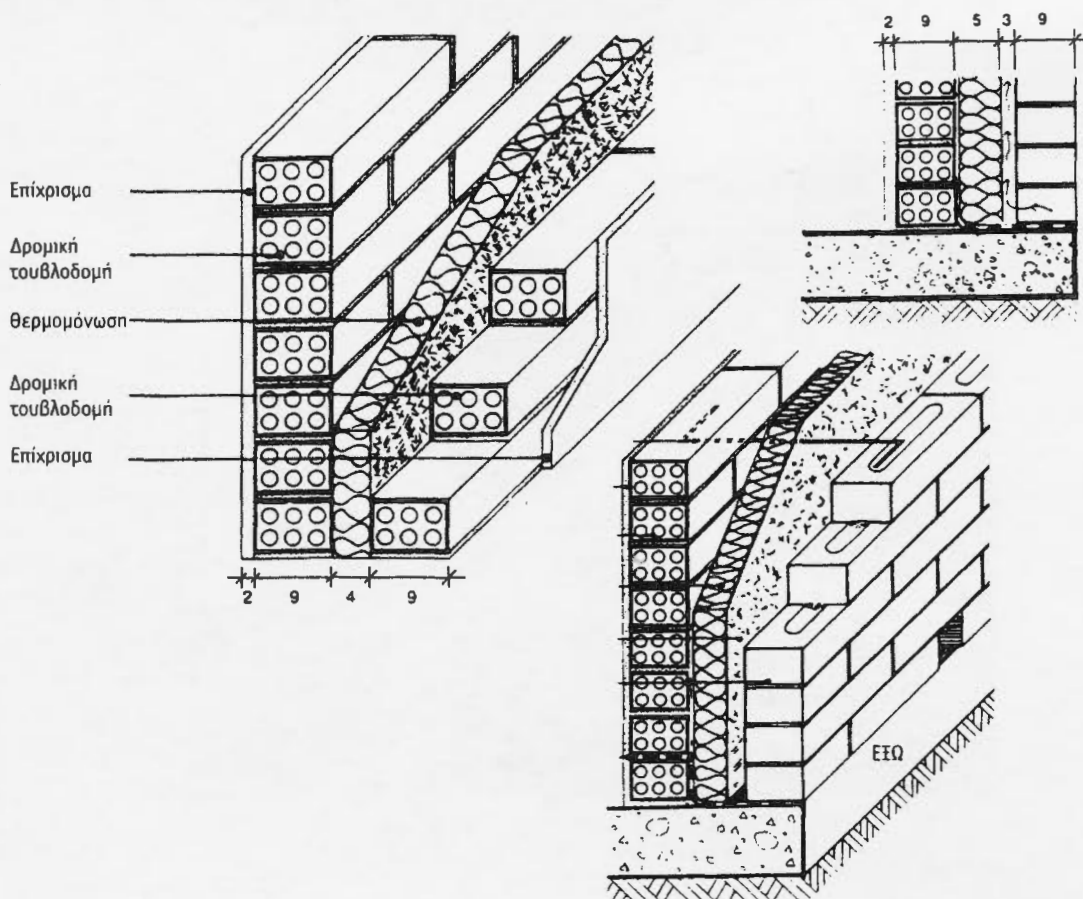 2 9 5 3 9
Επίχρισμα
Δρομική
τουβλοδομή
Θερμομόνωση
Δρομική
τουβλοδομή
Επίχρισμα
2 9 4 9
ΕΞΩ